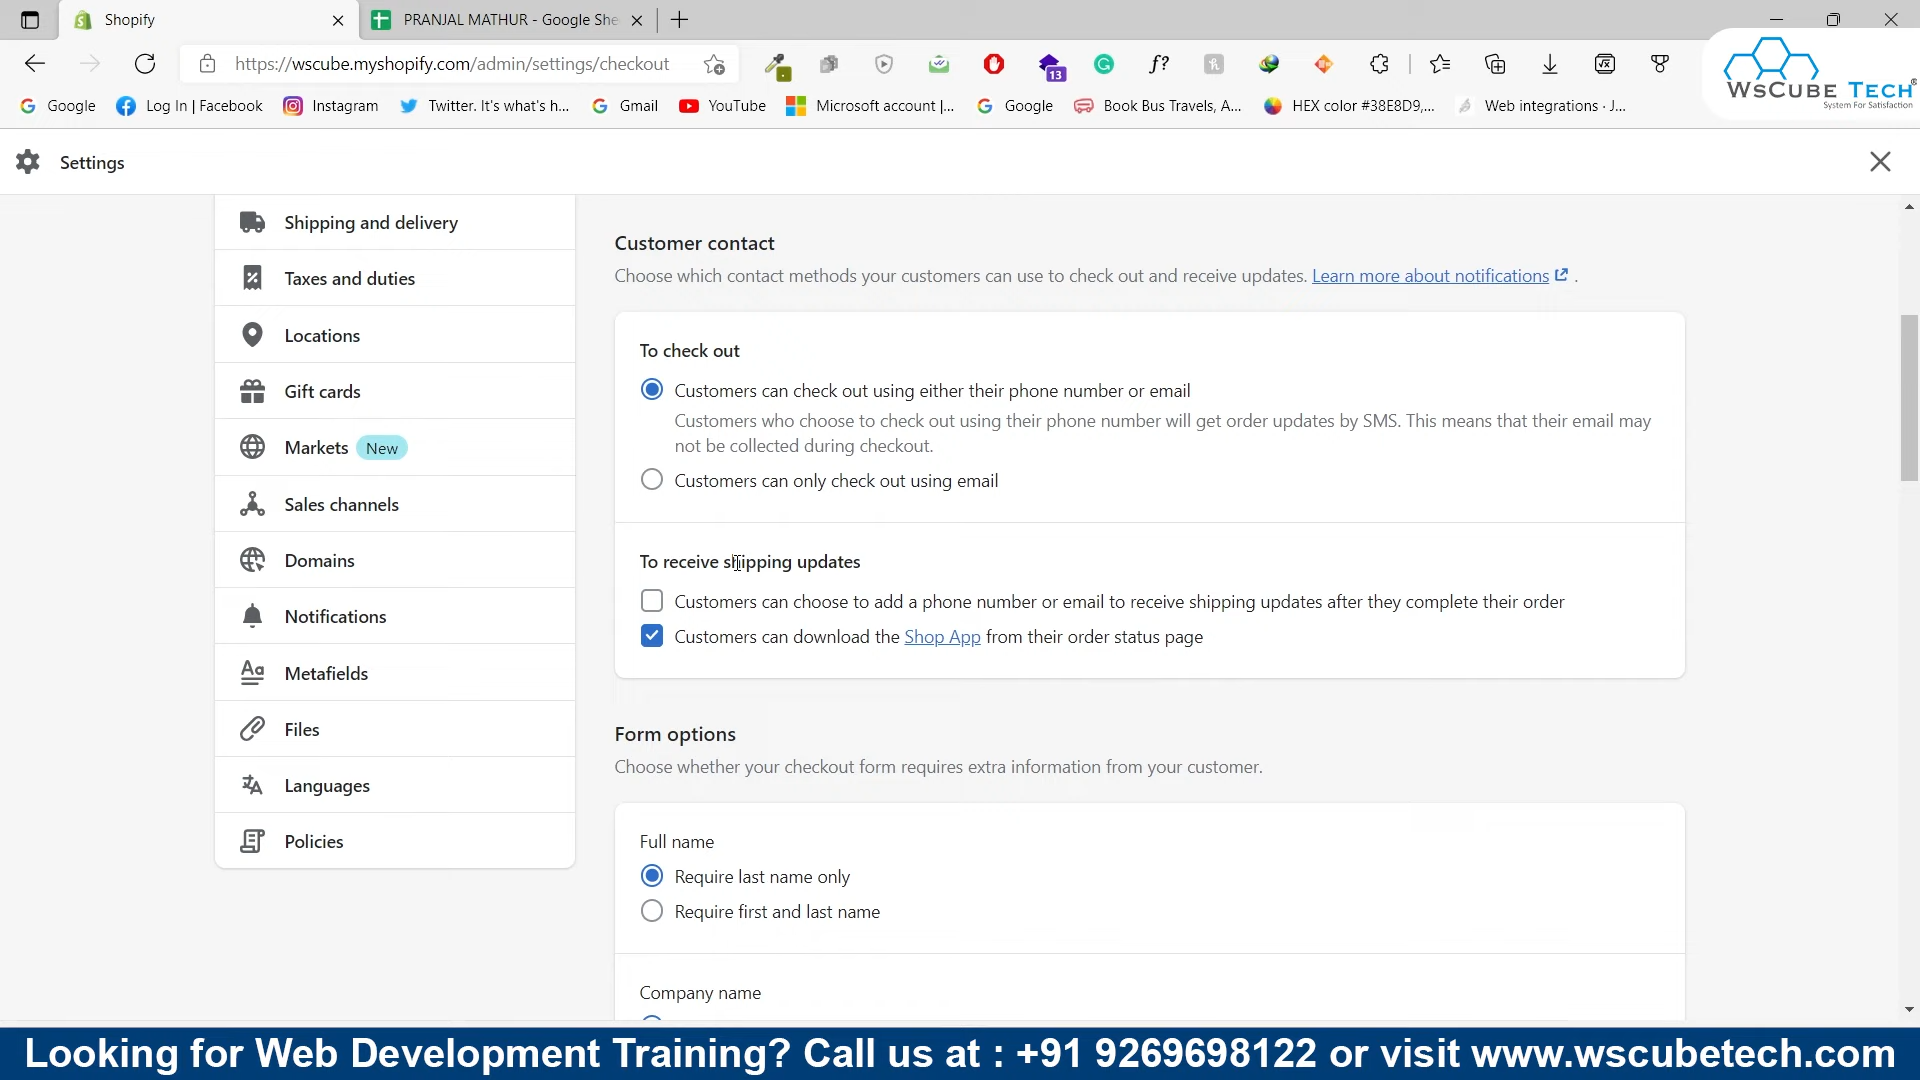 Shopify
PRANJAL MATHUR - Google She
https://wscube.myshopify.com/admin/settings/checkout
13
f?
WsCube Tech®
System For Satisfaction
Google
Log In | Facebook
Instagram
Twitter. It's what's h...
Gmail
YouTube
Microsoft account |...
Google
Book Bus Travels, A...
HEX color #38E8D9,...
Web integrations · J...
Settings
Shipping and delivery
Taxes and duties
Locations
Gift cards
Markets New
Sales channels
Domains
Notifications
Metafields
Files
Languages
Policies
Customer contact
Choose which contact methods your customers can use to check out and receive updates. Learn more about notifications .
To check out
Customers can check out using either their phone number or email
Customers who choose to check out using their phone number will get order updates by SMS. This means that their email may
not be collected during checkout.
Customers can only check out using email
To receive shipping updates
Customers can choose to add a phone number or email to receive shipping updates after they complete their order
Customers can download the Shop App from their order status page
Form options
Choose whether your checkout form requires extra information from your customer.
Full name
Require last name only
Require first and last name
Company name
Looking for Web Development Training? Call us at : +91 9269698122 or visit www.wscubetech.com